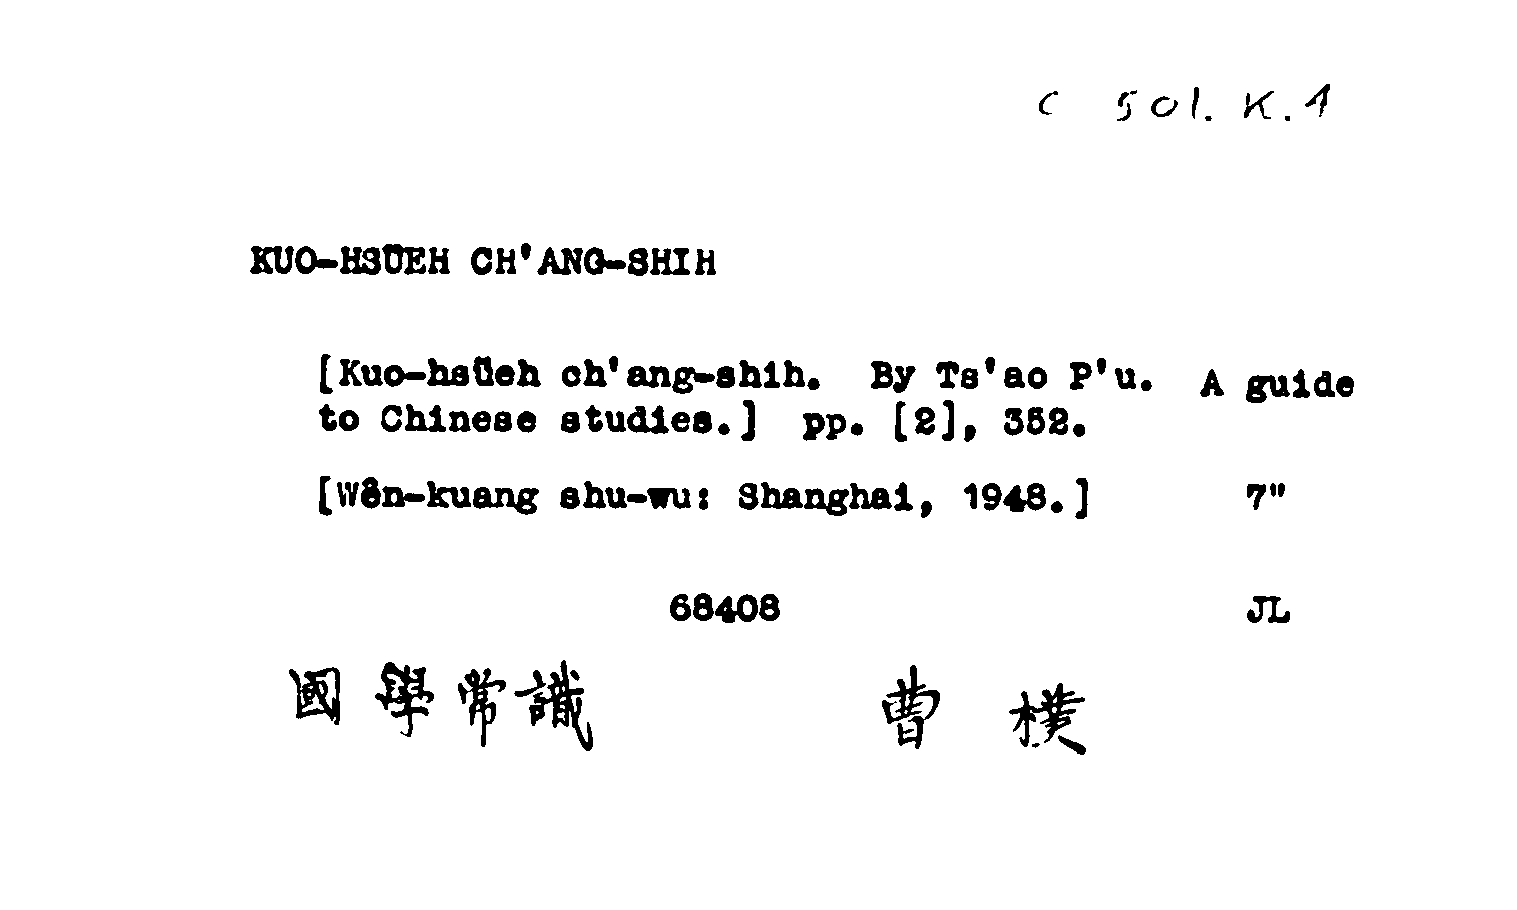 C 501. K. 1
KUO-HSÜEH CH'ANG-SHIH
[Kuo-hsüeh ch'ang-shih. By Ts'ao P'u. A guide
to Chinese studies.] pp. [2], 352.
[Wên-kuang shu-wu: Shanghai, 1948.] 7"
68408 JL
國學常識 曹樸